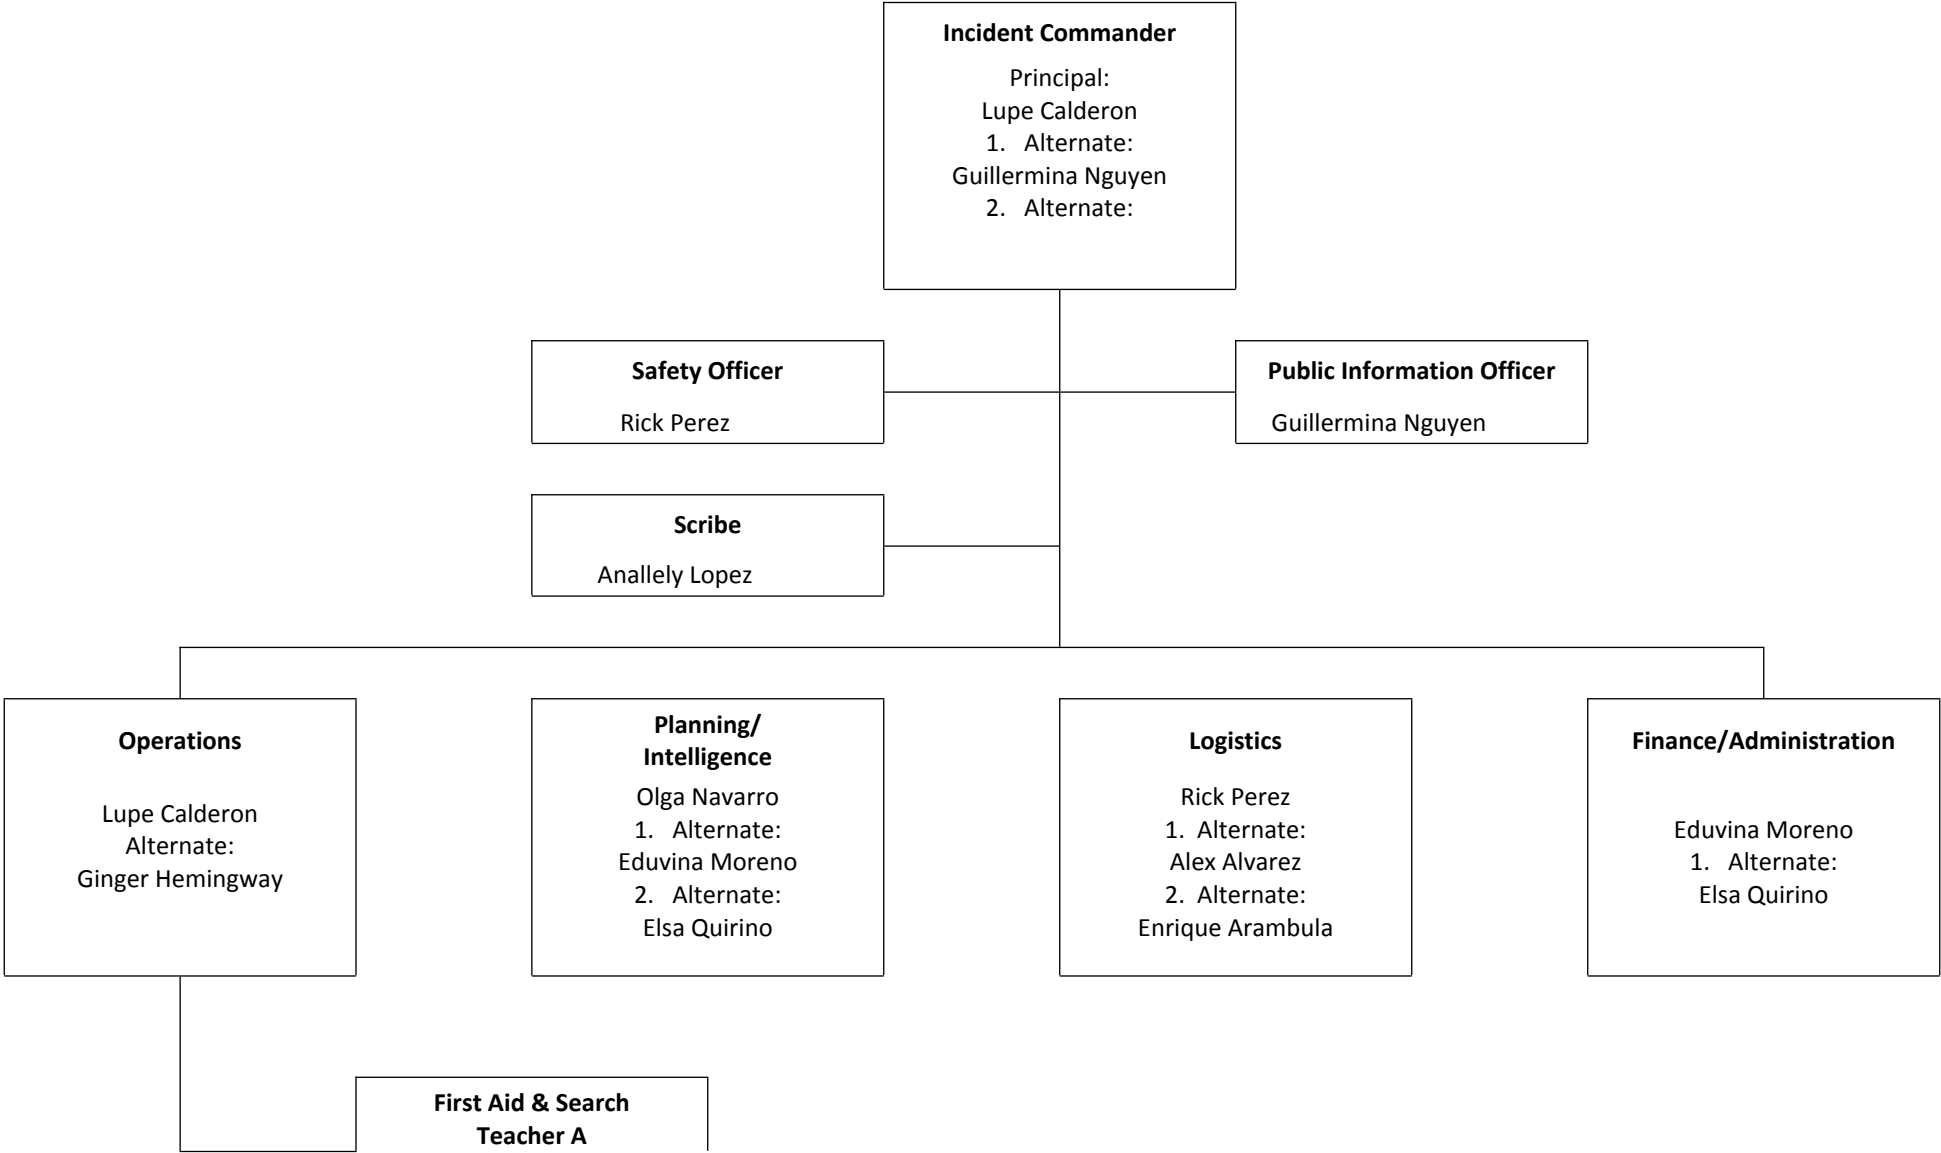 Incident Commander
Principal:
Lupe Calderon
1. Alternate:
Guillermina Nguyen
2. Alternate:
Safety Officer
Rick Perez
Public Information Officer
Guillermina Nguyen
Scribe
Anallely Lopez
Operations
Lupe Calderon
Alternate:
Ginger Hemingway
Planning/
Intelligence
Olga Navarro
1. Alternate:
Eduvina Moreno
2. Alternate:
Elsa Quirino
Logistics
Rick Perez
1. Alternate:
Alex Alvarez
2. Alternate:
Enrique Arambula
Finance/Administration
Eduvina Moreno
1. Alternate:
Elsa Quirino
First Aid & Search
Teacher A